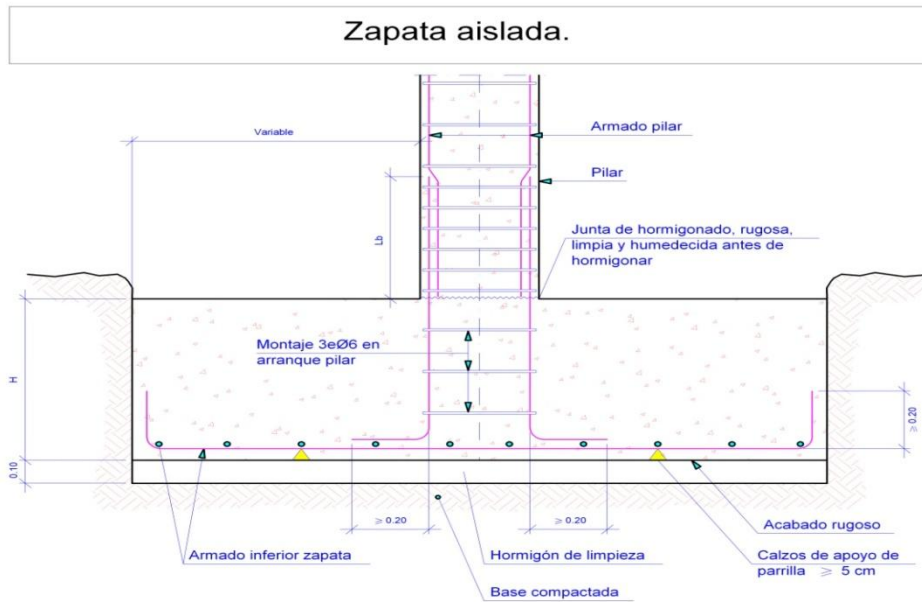 Zapata aislada.
Variable
Armado pilar
Pilar
Lb
Junta de hormigonado, rugosa,
limpia y humedecida antes de
hormigonar
Montaje 3eØ6 en
arranque pilar
H
≥ 0.20
0.10
≥ 0.20
≥ 0.20
Acabado rugoso
Armado inferior zapata
Hormigón de limpieza
Calzos de apoyo de
parrilla ≥ 5 cm
Base compactada